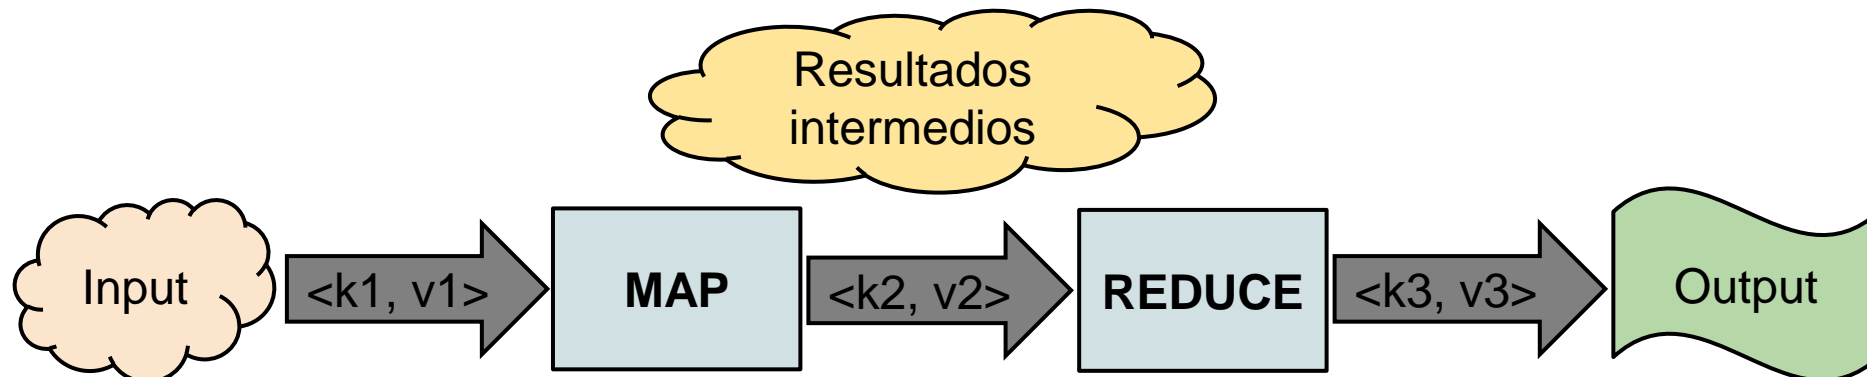 Resultados
intermedios
Input
<k1, v1>
MAP
<k2, v2>
REDUCE
<k3, v3>
Output